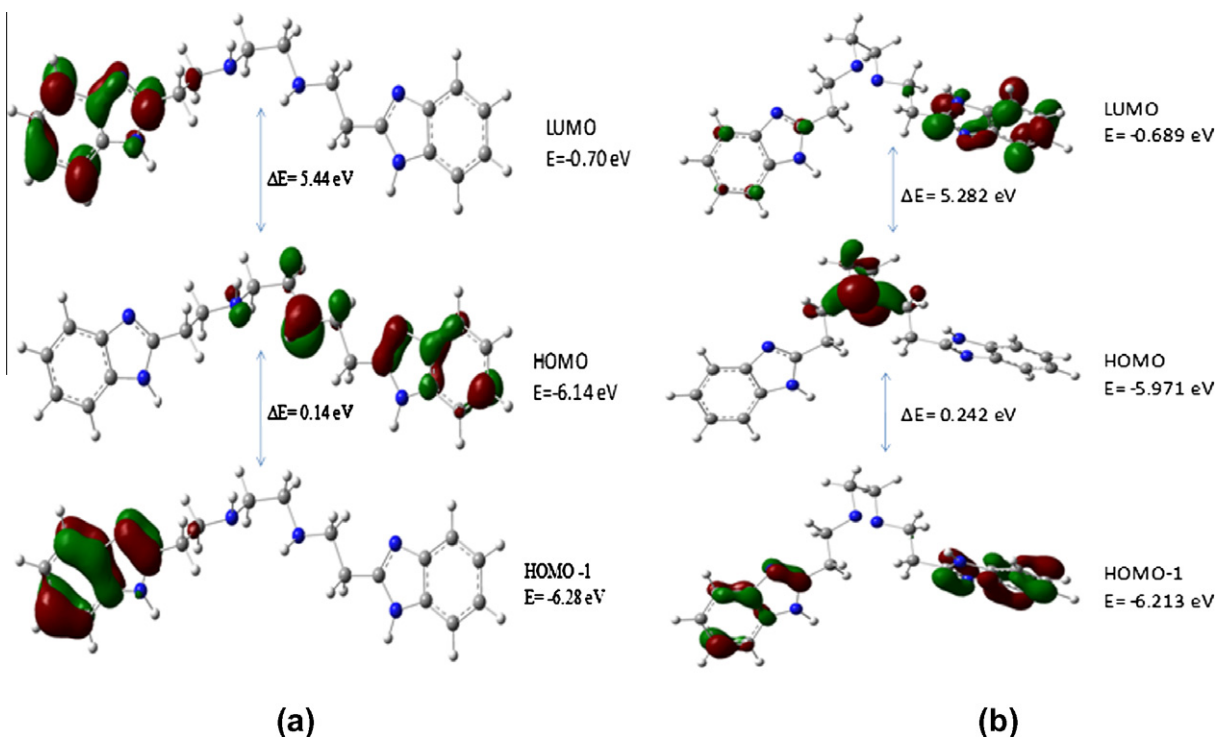 LUMO
E=-0.70 eV
ΔE= 5.44 eV
HOMO
E=-6.14 eV
ΔE= 0.14 eV
HOMO -1
E= -6.28 eV
(a)
LUMO
E= -0.689 eV
ΔE= 5.282 eV
HOMO
E= -5.971 eV
ΔE= 0.242 eV
HOMO-1
E= -6.213 eV
(b)